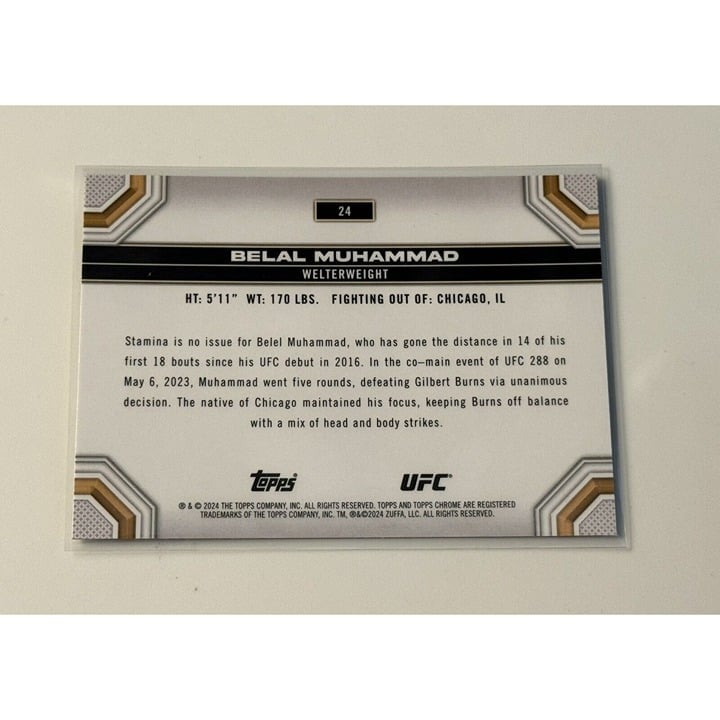 24
BELAL MUHAMMAD
WELTERWEIGHT
HT: 5'11" WT: 170 LBS. FIGHTING OUT OF: CHICAGO, IL
Stamina is no issue for Belel Muhammad, who has gone the distance in 14 of his
first 18 bouts since his UFC debut in 2016. In the co–main event of UFC 288 on
May 6, 2023, Muhammad went five rounds, defeating Gilbert Burns via unanimous
decision. The native of Chicago maintained his focus, keeping Burns off balance
with a mix of head and body strikes.
Topps UFC
® & © 2024 THE TOPPS COMPANY, INC. ALL RIGHTS RESERVED. TOPPS AND TOPPS CHROME ARE REGISTERED
TRADEMARKS OF THE TOPPS COMPANY, INC. TM, ®&©2024 ZUFFA, LLC. ALL RIGHTS RESERVED.